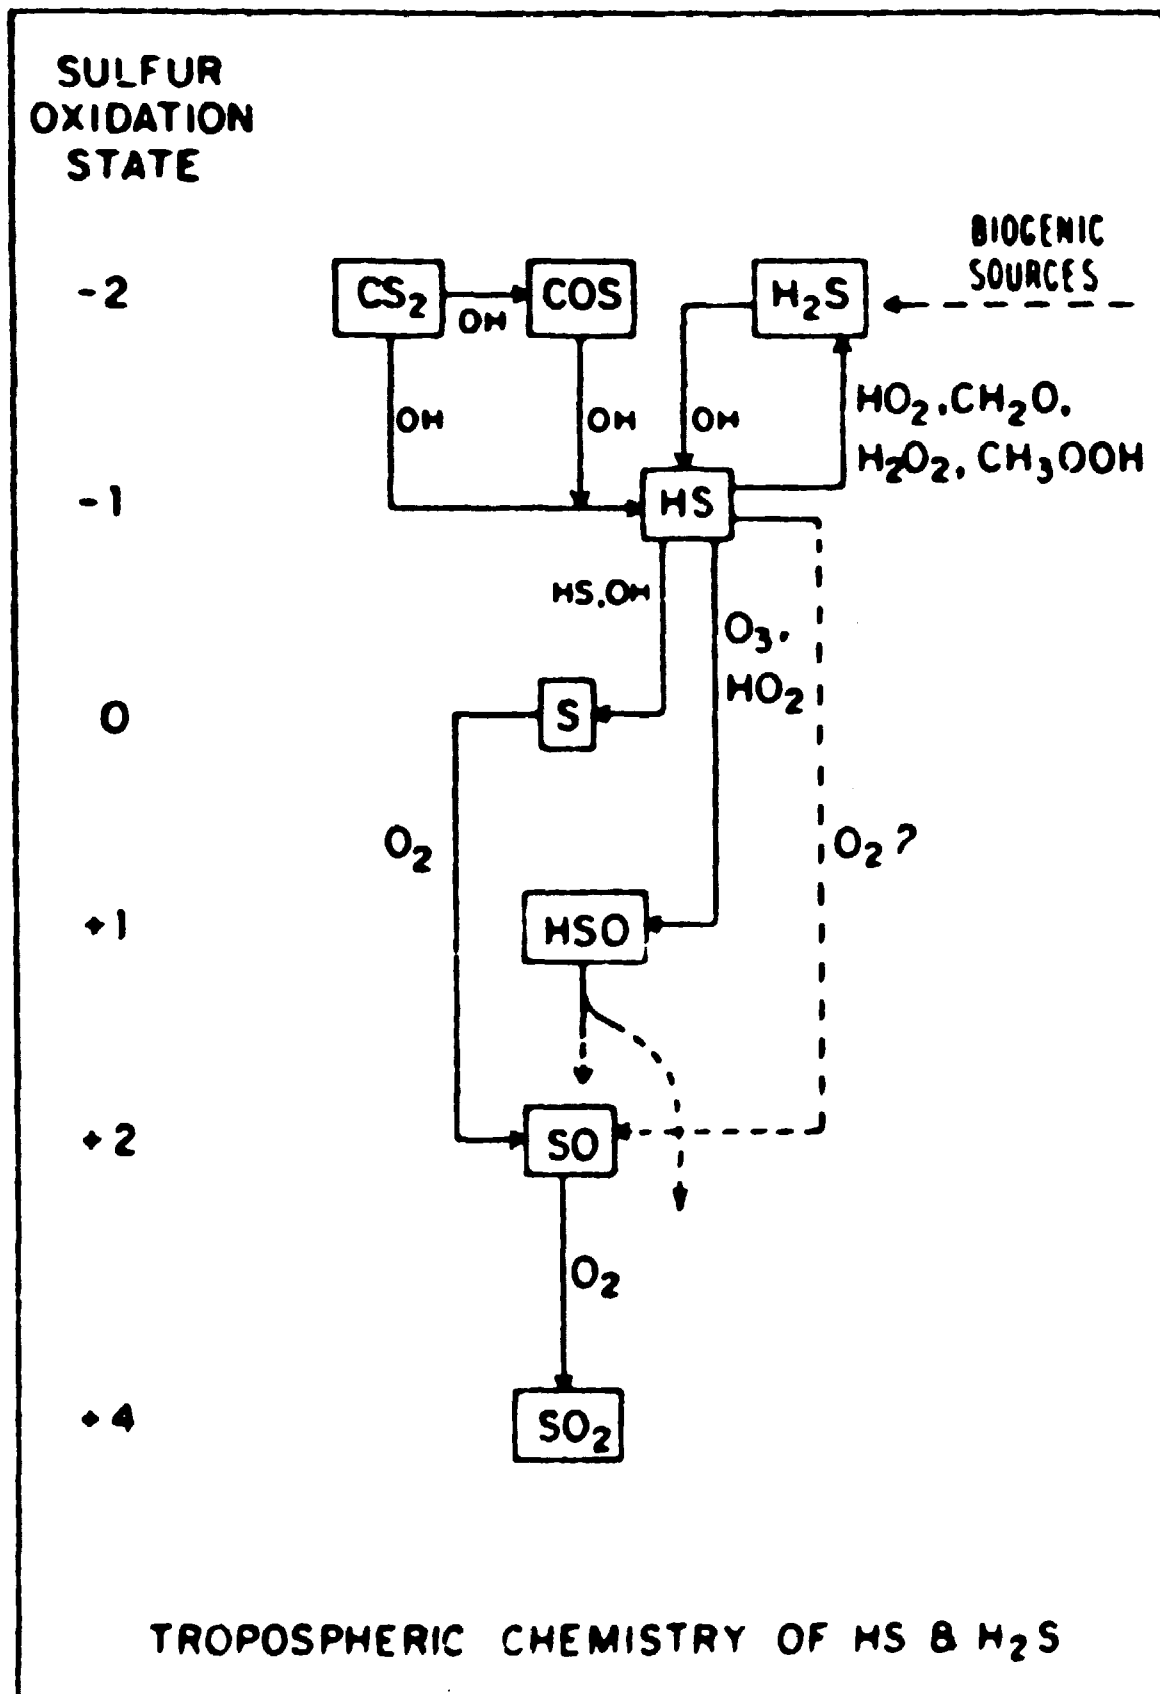 SULFUR
OXIDATION
STATE
BIOGENIC
SOURCES
-2
CS2
OH
COS
H2S
OH
OH
OH
HO2,CH2O,
H2O2, CH3OOH
-1
HS
HS,OH
O3,
HO2
0
S
O2
O2?
+1
HSO
+2
SO
O2
+4
SO2
TROPOSPHERIC CHEMISTRY OF HS & H2S